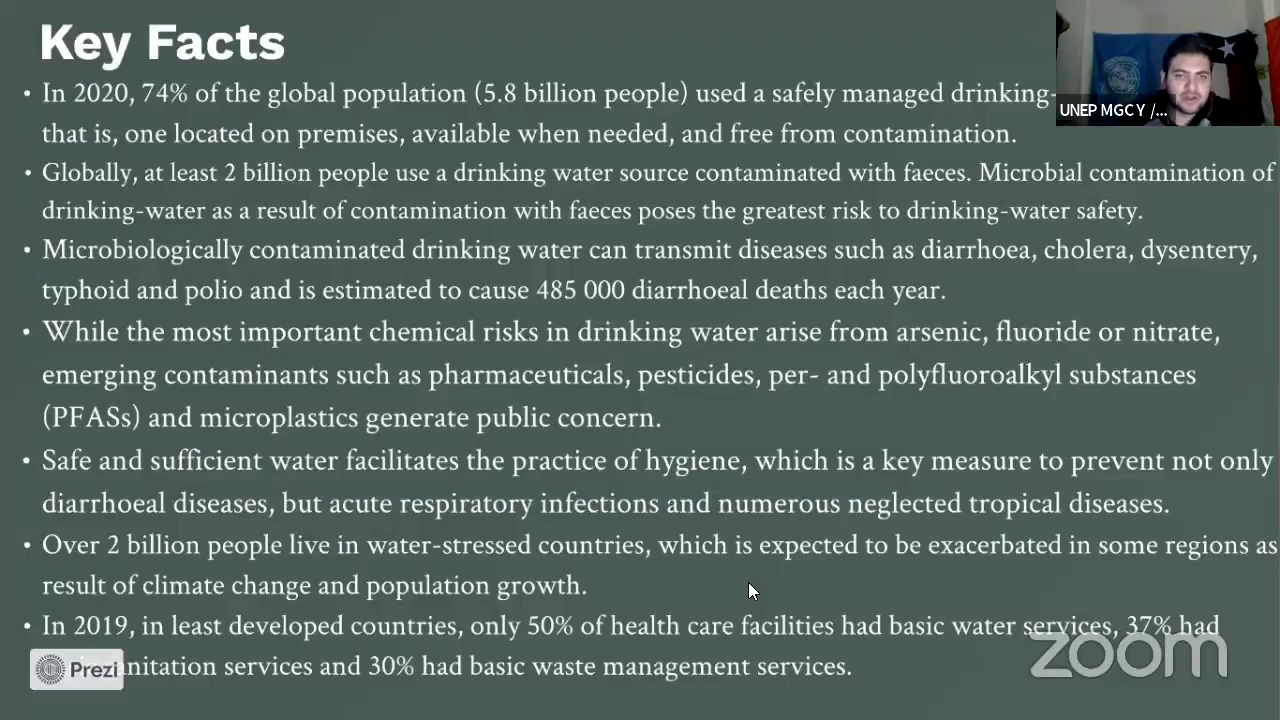 Key Facts
• In 2020, 74% of the global population (5.8 billion people) used a safely managed drinking-
that is, one located on premises, available when needed, and free from contamination.
• Globally, at least 2 billion people use a drinking water source contaminated with faeces. Microbial contamination of
drinking-water as a result of contamination with faeces poses the greatest risk to drinking-water safety.
• Microbiologically contaminated drinking water can transmit diseases such as diarrhoea, cholera, dysentery,
typhoid and polio and is estimated to cause 485 000 diarrhoeal deaths each year.
• While the most important chemical risks in drinking water arise from arsenic, fluoride or nitrate,
emerging contaminants such as pharmaceuticals, pesticides, per- and polyfluoroalkyl substances
(PFASs) and microplastics generate public concern.
• Safe and sufficient water facilitates the practice of hygiene, which is a key measure to prevent not only
diarrhoeal diseases, but acute respiratory infections and numerous neglected tropical diseases.
• Over 2 billion people live in water-stressed countries, which is expected to be exacerbated in some regions as
result of climate change and population growth.
• In 2019, in least developed countries, only 50% of health care facilities had basic water services, 37% had
sanitation services and 30% had basic waste management services.
UNEP MGCY /...
Prezi
zoom